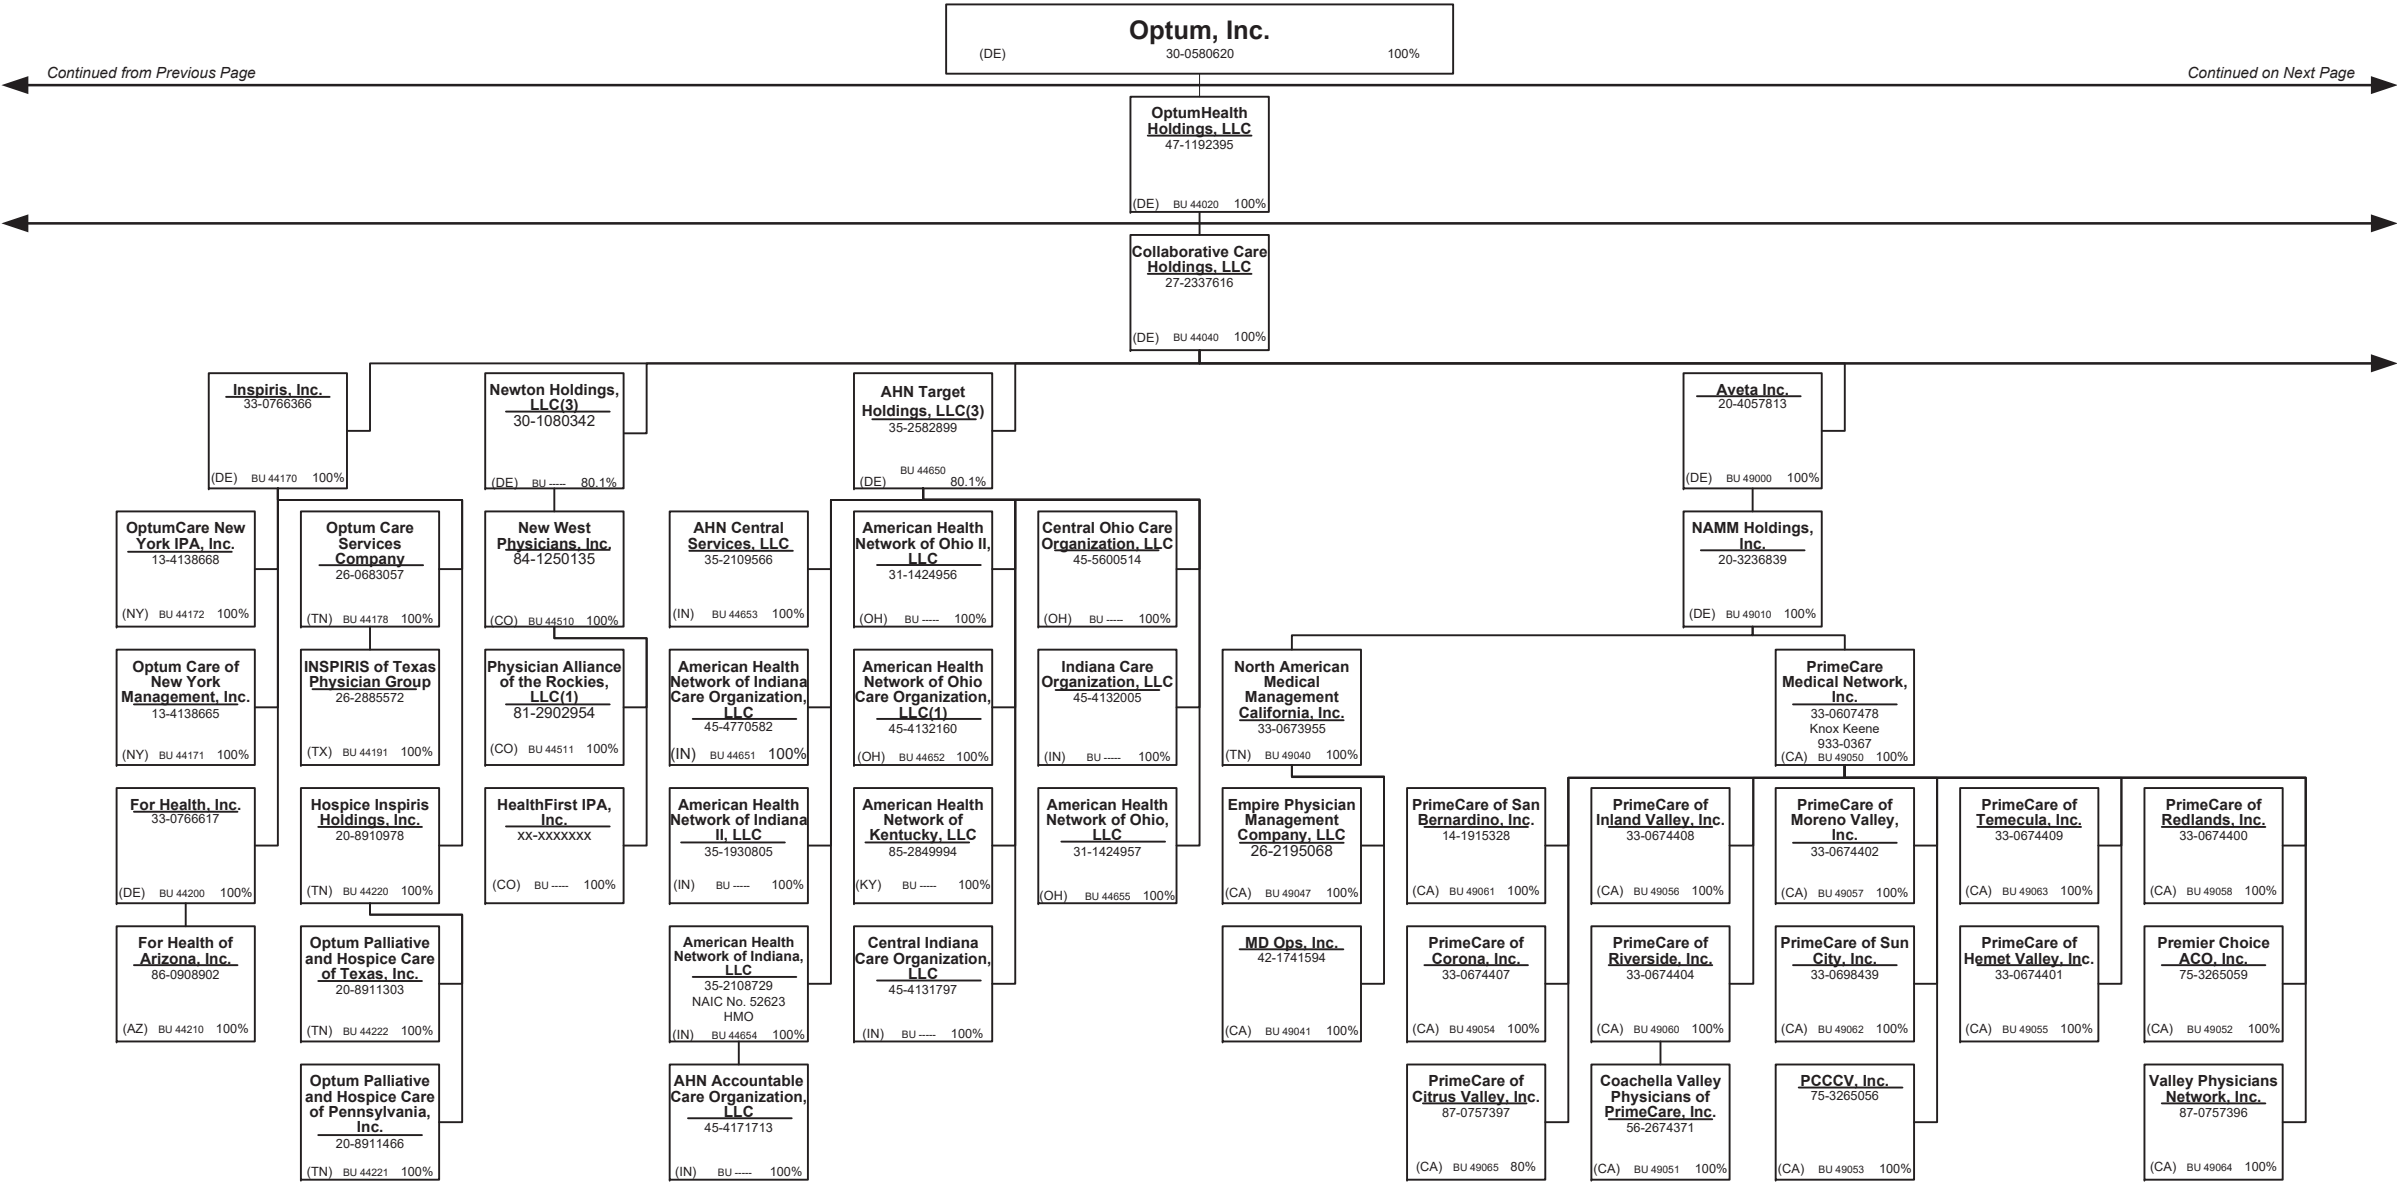 Optum, Inc.
(DE) 30-0580620 100%
Continued from Previous Page
Continued on Next Page
OptumHealth
Holdings, LLC
47-1192395
(DE) BU 44020 100%
Collaborative Care
Holdings, LLC
27-2337616
(DE) BU 44040 100%
Inspiris, Inc.
33-0766366
(DE) BU 44170 100%
Newton Holdings,
LLC(3)
30-1080342
(DE) BU ----- 80.1%
AHN Target
Holdings, LLC(3)
35-2582899
BU 44650
(DE) 80.1%
Aveta Inc.
20-4057813
(DE) BU 49000 100%
OptumCare New
York IPA, Inc.
13-4138668
(NY) BU 44172 100%
Optum Care
Services
Company
26-0683057
(TN) BU 44178 100%
New West
Physicians, Inc.
84-1250135
(CO) BU 44510 100%
AHN Central
Services, LLC
35-2109566
(IN) BU 44653 100%
American Health
Network of Ohio II,
LLC
31-1424956
(OH) BU ----- 100%
Central Ohio Care
Organization, LLC
45-5600514
(OH) BU ----- 100%
NAMM Holdings,
Inc.
20-3236839
(DE) BU 49010 100%
Optum Care of
New York
Management, Inc.
13-4138665
(NY) BU 44171 100%
INSPIRIS of Texas
Physician Group
26-2885572
(TX) BU 44191 100%
Physician Alliance
of the Rockies,
LLC(1)
81-2902954
(CO) BU 44511 100%
American Health
Network of Indiana
Care Organization,
LLC
45-4770582
(IN) BU 44651 100%
American Health
Network of Ohio
Care Organization,
LLC(1)
45-4132160
(OH) BU 44652 100%
Indiana Care
Organization, LLC
45-4132005
(IN) BU ----- 100%
North American
Medical
Management
California, Inc.
33-0673955
(TN) BU 49040 100%
PrimeCare
Medical Network,
Inc.
33-0607478
Knox Keene
933-0367
(CA) BU 49050 100%
For Health, Inc.
33-0766617
(DE) BU 44200 100%
Hospice Inspiris
Holdings, Inc.
20-8910978
(TN) BU 44220 100%
HealthFirst IPA,
Inc.
xx-xxxxxxx
(CO) BU ----- 100%
American Health
Network of Indiana
II, LLC
35-1930805
(IN) BU ----- 100%
American Health
Network of
Kentucky, LLC
85-2849994
(KY) BU ----- 100%
American Health
Network of Ohio,
LLC
31-1424957
(OH) BU 44655 100%
Empire Physician
Management
Company, LLC
26-2195068
(CA) BU 49047 100%
PrimeCare of San
Bernardino, Inc.
14-1915328
(CA) BU 49061 100%
PrimeCare of
Inland Valley, Inc.
33-0674408
(CA) BU 49056 100%
PrimeCare of
Moreno Valley,
Inc.
33-0674402
(CA) BU 49057 100%
PrimeCare of
Temecula, Inc.
33-0674409
(CA) BU 49063 100%
PrimeCare of
Redlands, Inc.
33-0674400
(CA) BU 49058 100%
For Health of
Arizona, Inc.
86-0908902
(AZ) BU 44210 100%
Optum Palliative
and Hospice Care
of Texas, Inc.
20-8911303
(TN) BU 44222 100%
American Health
Network of Indiana,
LLC
35-2108729
NAIC No. 52623
HMO
(IN) BU 44654 100%
Central Indiana
Care Organization,
LLC
45-4131797
(IN) BU ----- 100%
MD Ops, Inc.
42-1741594
(CA) BU 49041 100%
PrimeCare of
Corona, Inc.
33-0674407
(CA) BU 49054 100%
PrimeCare of
Riverside, Inc.
33-0674404
(CA) BU 49060 100%
PrimeCare of Sun
City, Inc.
33-0698439
(CA) BU 49062 100%
PrimeCare of
Hemet Valley, Inc.
33-0674401
(CA) BU 49055 100%
Premier Choice
ACO, Inc.
75-3265059
(CA) BU 49052 100%
Optum Palliative
and Hospice Care
of Pennsylvania,
Inc.
20-8911466
(TN) BU 44221 100%
AHN Accountable
Care Organization,
LLC
45-4171713
(IN) BU ----- 100%
PrimeCare of
Citrus Valley, Inc.
87-0757397
(CA) BU 49065 80%
Coachella Valley
Physicians of
PrimeCare, Inc.
56-2674371
(CA) BU 49051 100%
PCCCV, Inc.
75-3265056
(CA) BU 49053 100%
Valley Physicians
Network, Inc.
87-0757396
(CA) BU 49064 100%